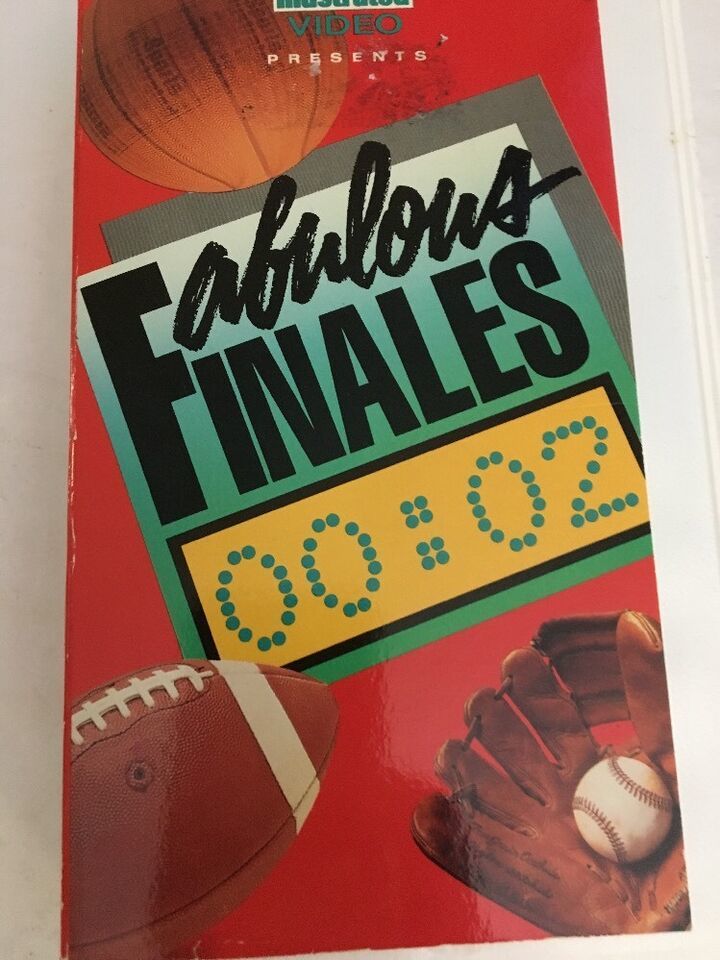 Illustrated
VIDEO
PRESENTS
Fabulous
FINALES
00:02